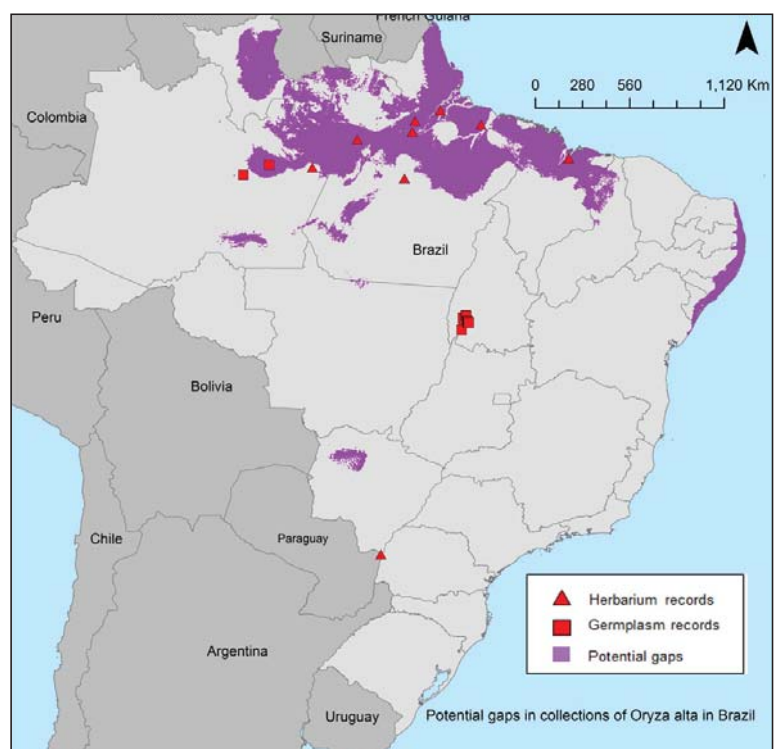 French Guiana
Suriname
0 280 560 1,120 Km
Colombia
Brazil
Peru
Bolivia
Chile
Paraguay
Herbarium records
Germplasm records
Potential gaps
Argentina
Uruguay
Potential gaps in collections of Oryza alta in Brazil